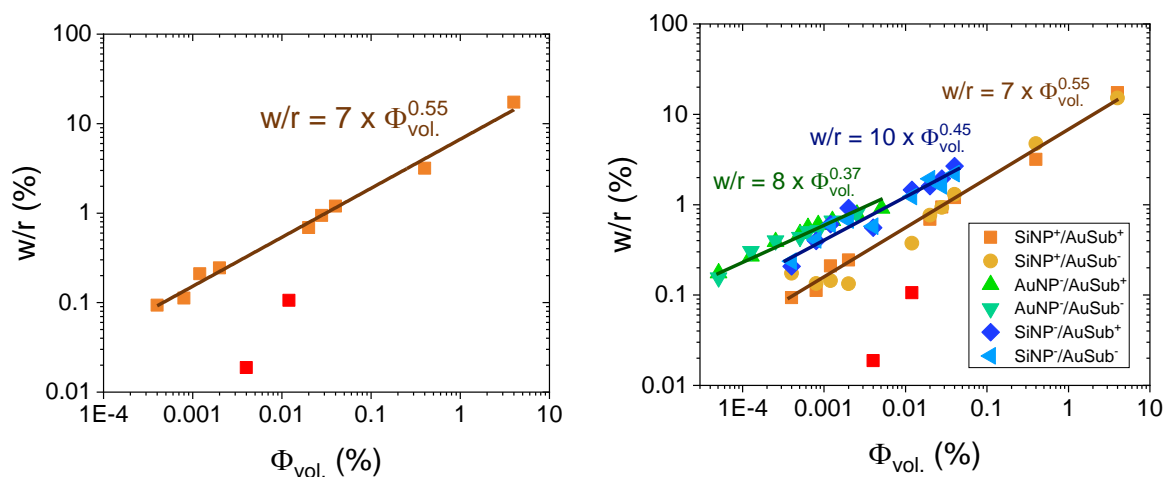 100
10
1
0.1
0.01
w/r (%)
w/r = 7 x Φvol.^0.55
1E-4
0.001
0.01
0.1
1
10
Φvol. (%)
100
10
1
0.1
0.01
w/r (%)
w/r = 7 x Φvol.^0.55
w/r = 10 x Φvol.^0.45
w/r = 8 x Φvol.^0.37
SiNP⁺/AuSub⁺
SiNP⁺/AuSub⁻
AuNP⁻/AuSub⁺
AuNP⁻/AuSub⁻
SiNP⁻/AuSub⁺
SiNP⁻/AuSub⁻
1E-4
0.001
0.01
0.1
1
10
Φvol. (%)